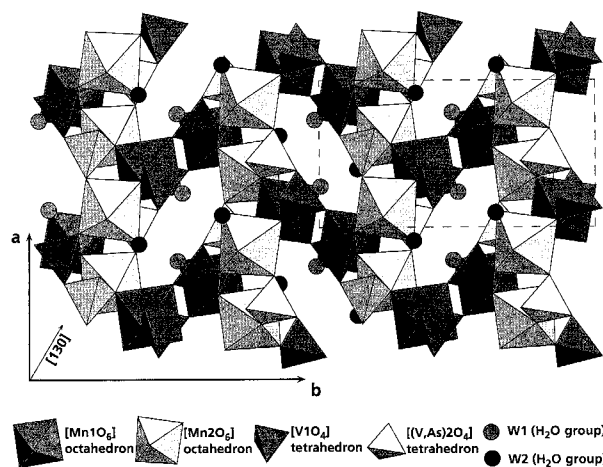 a
[130]
b
[Mn1O₆] octahedron
[Mn2O₆] octahedron
[V1O₄] tetrahedron
[(V,As)2O₄] tetrahedron
W1 (H₂O group)
W2 (H₂O group)